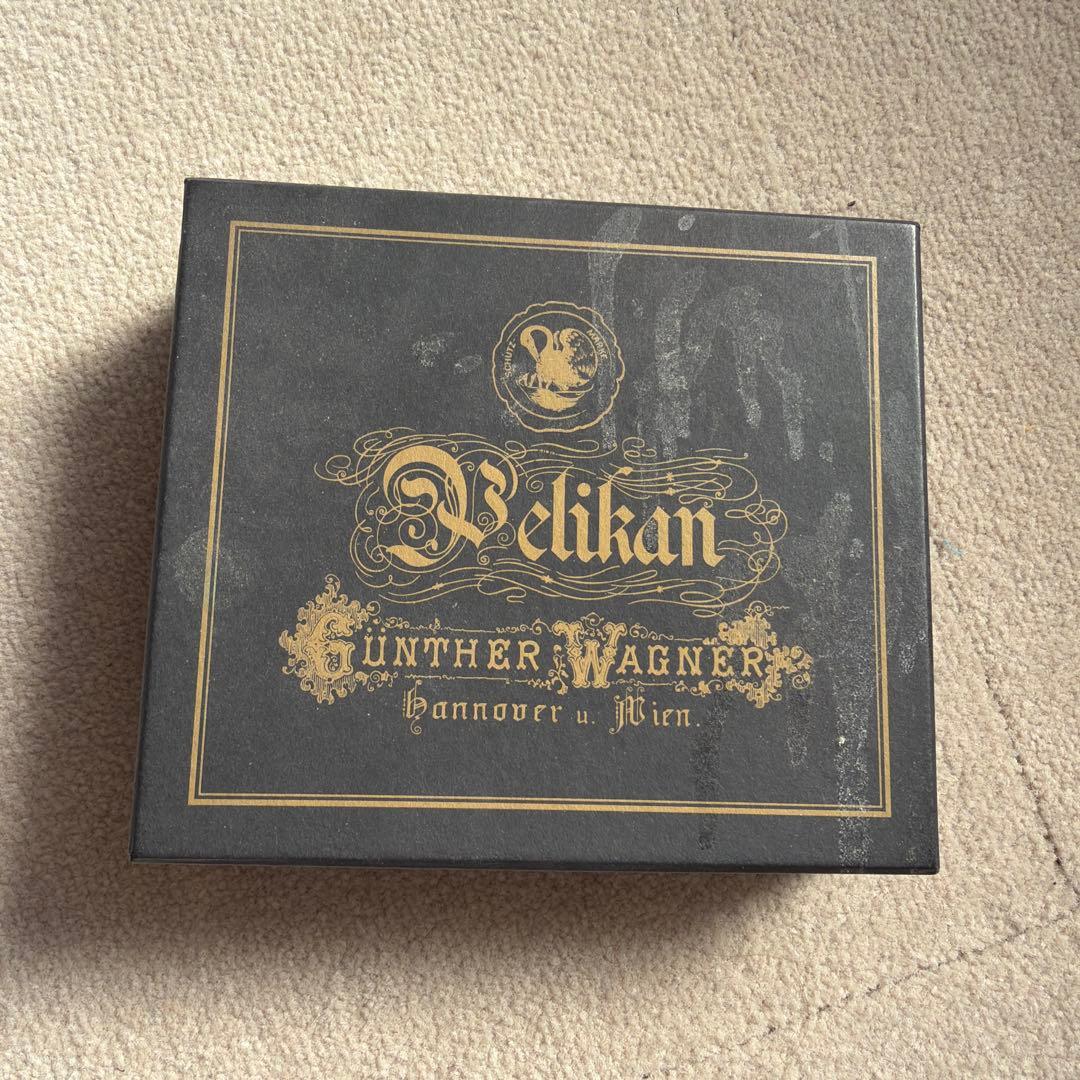 SCHUTZ- MARKE.
Pelikan
GÜNTHER WAGNER
Hannover u. Wien.